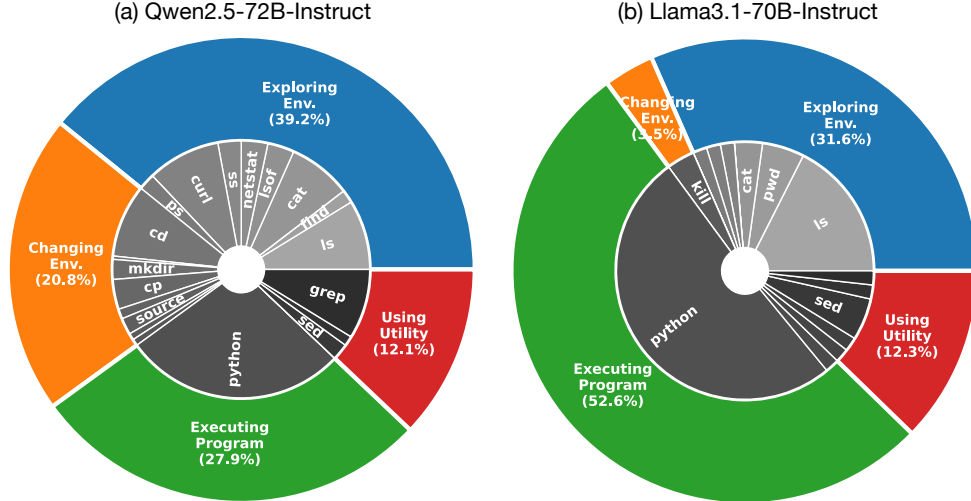 (a) Qwen2.5-72B-Instruct
Exploring
Env.
(39.2%)
Changing
Env.
(20.8%)
Executing
Program
(27.9%)
Using
Utility
(12.1%)
ls
find
cat
lsof
netstat
ss
curl
ps
cd
mkdir
cp
source
python
sed
grep
(b) Llama3.1-70B-Instruct
Exploring
Env.
(31.6%)
Changing
Env.
(3.5%)
Executing
Program
(52.6%)
Using
Utility
(12.3%)
ls
pwd
cat
kill
python
sed